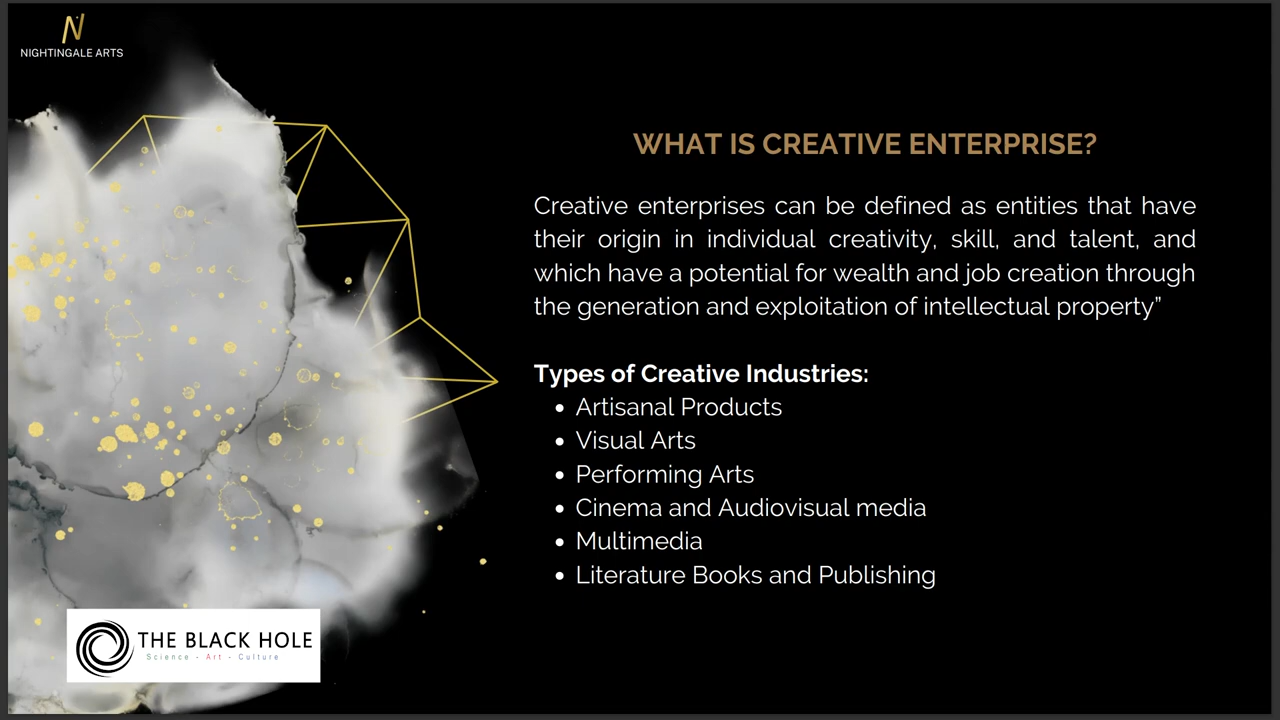 NIGHTINGALE ARTS
WHAT IS CREATIVE ENTERPRISE?
Creative enterprises can be defined as entities that have
their origin in individual creativity, skill, and talent, and
which have a potential for wealth and job creation through
the generation and exploitation of intellectual property”
Types of Creative Industries:
• Artisanal Products
• Visual Arts
• Performing Arts
• Cinema and Audiovisual media
• Multimedia
• Literature Books and Publishing
THE BLACK HOLE
Science - Art - Culture